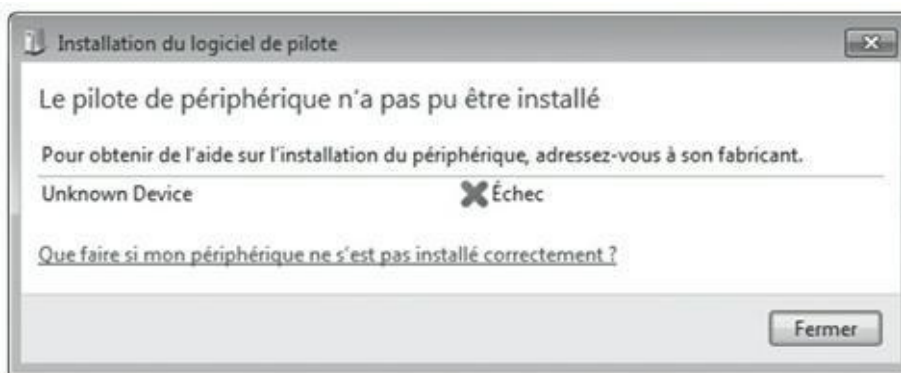 Installation du logiciel de pilote
Le pilote de périphérique n'a pas pu être installé
Pour obtenir de l'aide sur l'installation du périphérique, adressez-vous à son fabricant.
Unknown Device Échec
Que faire si mon périphérique ne s'est pas installé correctement ?
Fermer